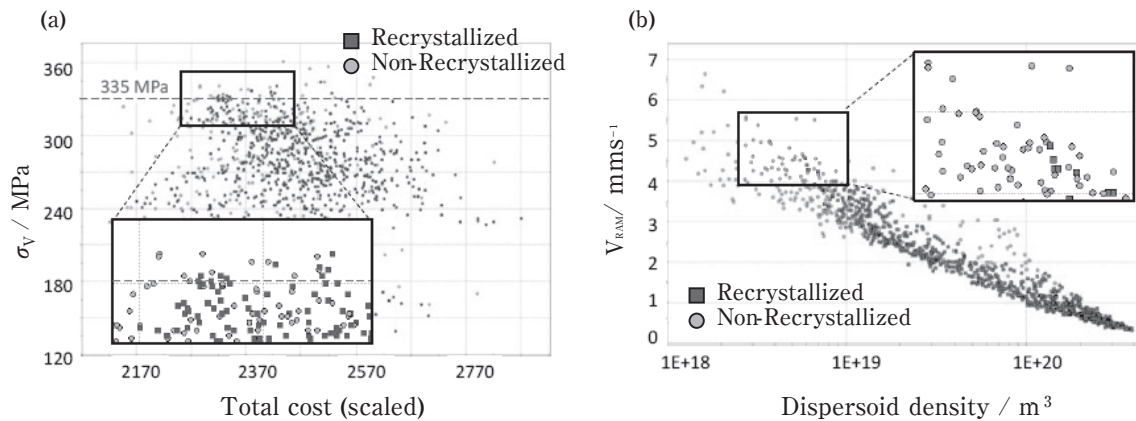 (a)
Recrystallized
Non-Recrystallized
335 MPa
360
300
240
180
120
σV / MPa
2170 2370 2570 2770
Total cost (scaled)
(b)
7
6
5
4
3
2
1
0
VRAM/ mms⁻¹
Recrystallized
Non-Recrystallized
1E+18 1E+19 1E+20
Dispersoid density / m³